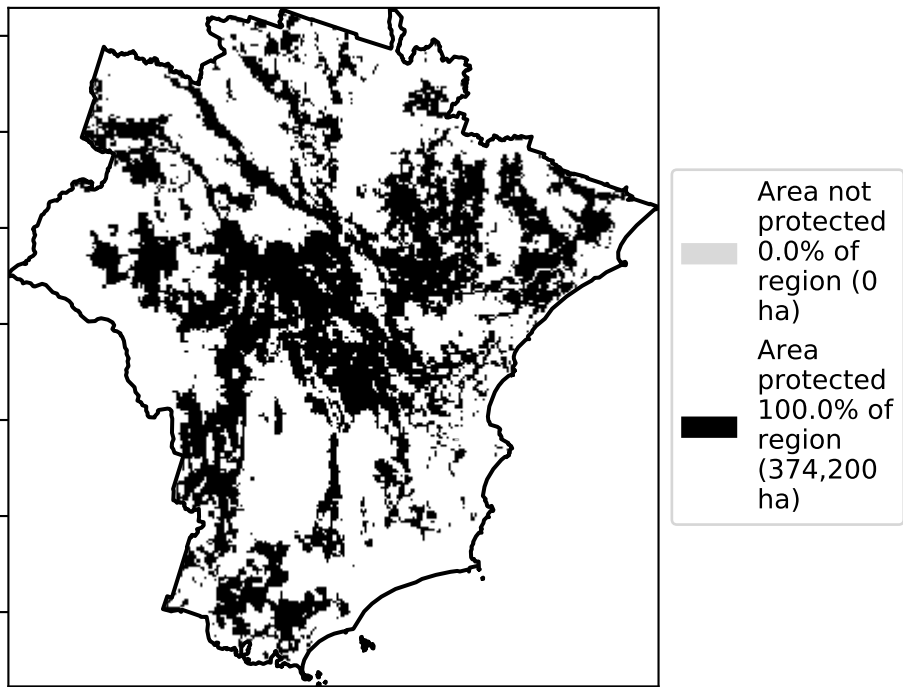 Area not
protected
0.0% of
region (0
ha)
Area
protected
100.0% of
region
(374,200
ha)